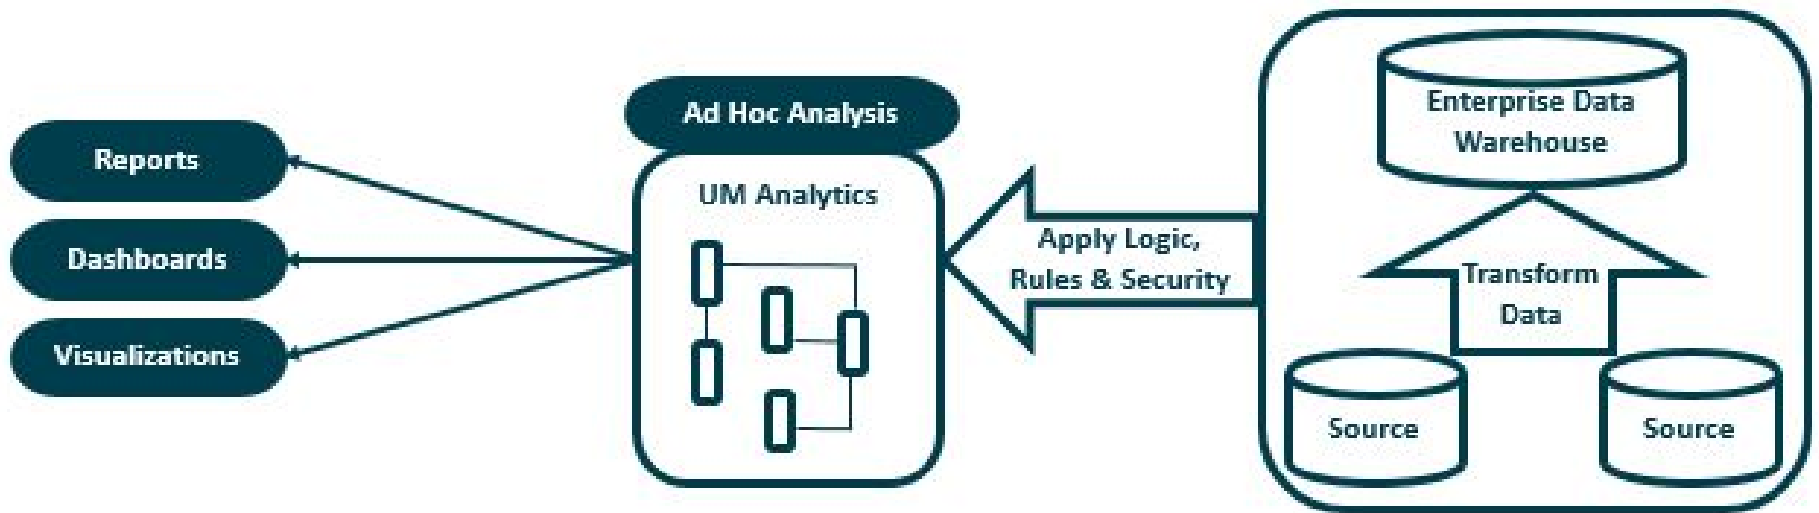 Reports
Dashboards
Visualizations
Ad Hoc Analysis
UM Analytics
Apply Logic,
Rules & Security
Enterprise Data
Warehouse
Transform
Data
Source
Source